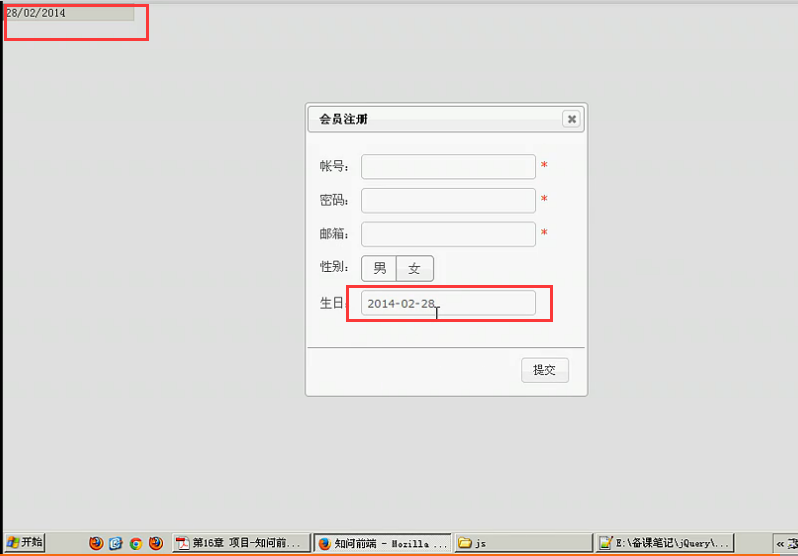 28/02/2014
会员注册
帐号: *
密码: *
邮箱: *
性别: 男 女
生日: 2014-02-28
提交
开始 第16章 项目-知问前... 知问前端 - Mozilla ... js E:\备课笔记\jQuery\... «